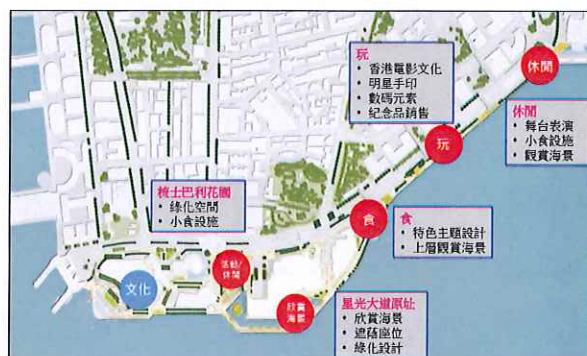 玩
• 香港電影文化
• 明星手印
• 數碼元素
• 紀念品銷售
休閒
休閒
• 舞台表演
• 小食設施
• 觀賞海景
玩
梳士巴利花園
• 綠化空間
• 小食設施
食
食
• 特色主題設計
• 上層觀賞海景
文化
活動/
休閒
欣賞
海景
星光大道原址
• 欣賞海景
• 遮蔭座位
• 綠化設計